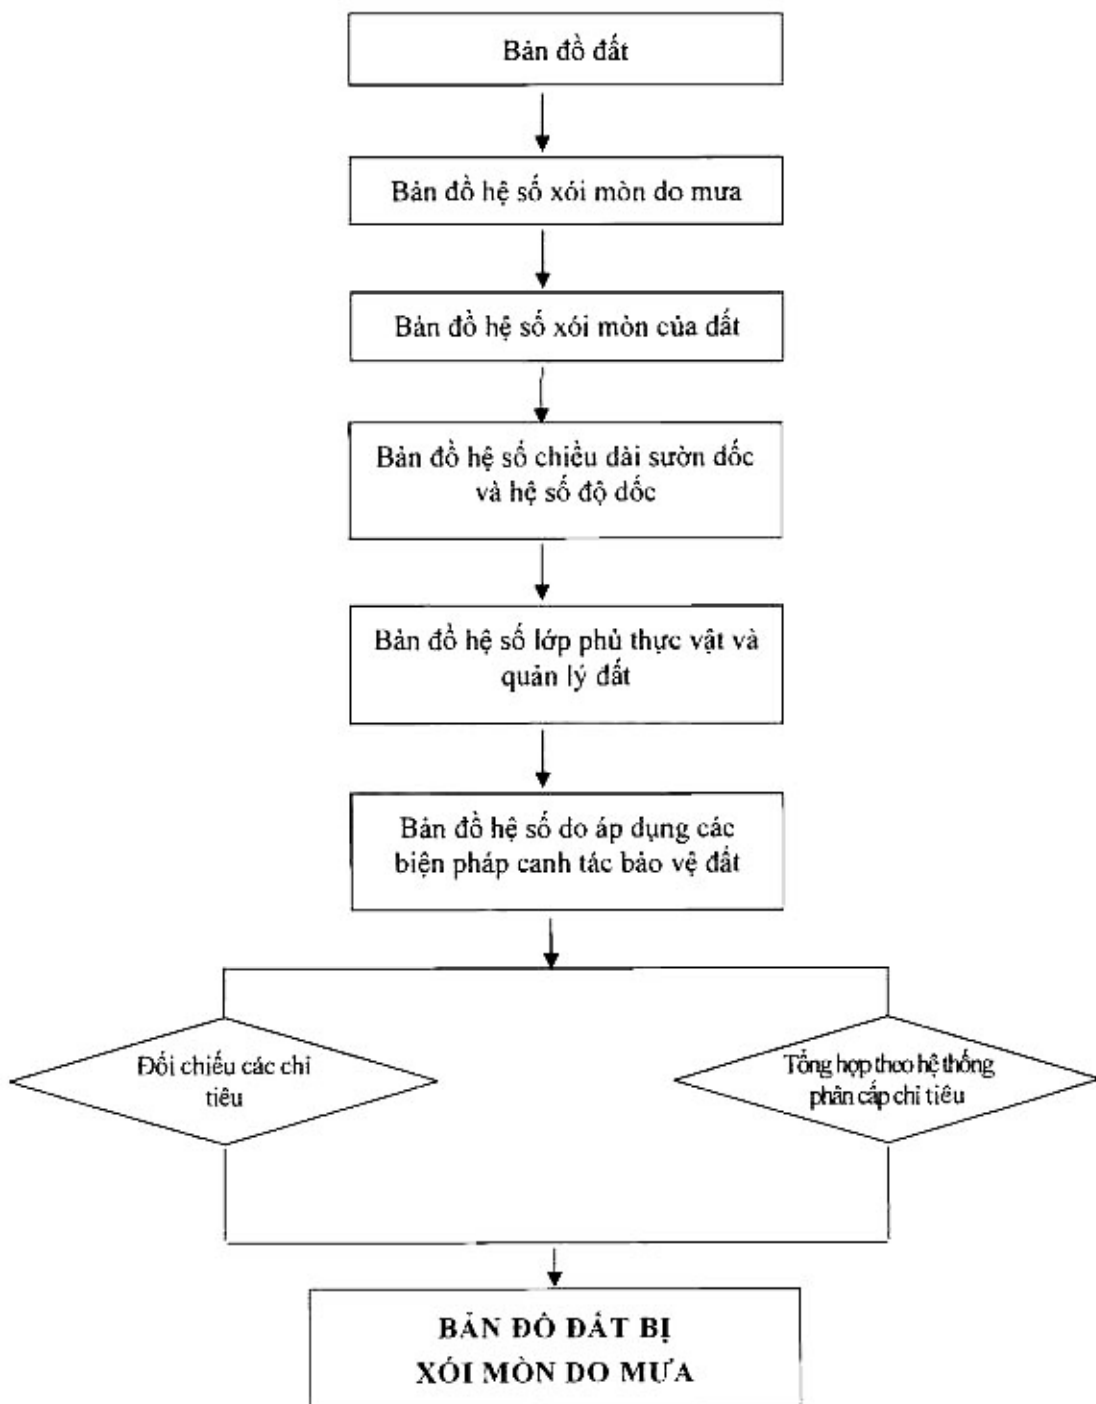 Bản đồ đất
Bản đồ hệ số xói mòn do mưa
Bản đồ hệ số xói mòn của đất
Bản đồ hệ số chiều dài sườn dốc
và hệ số độ dốc
Bản đồ hệ số lớp phủ thực vật và
quản lý đất
Bản đồ hệ số do áp dụng các
biện pháp canh tác bảo vệ đất
Đối chiếu các chỉ
tiêu
Tổng hợp theo hệ thống
phân cấp chỉ tiêu
BẢN ĐỒ ĐẤT BỊ
XÓI MÒN DO MƯA